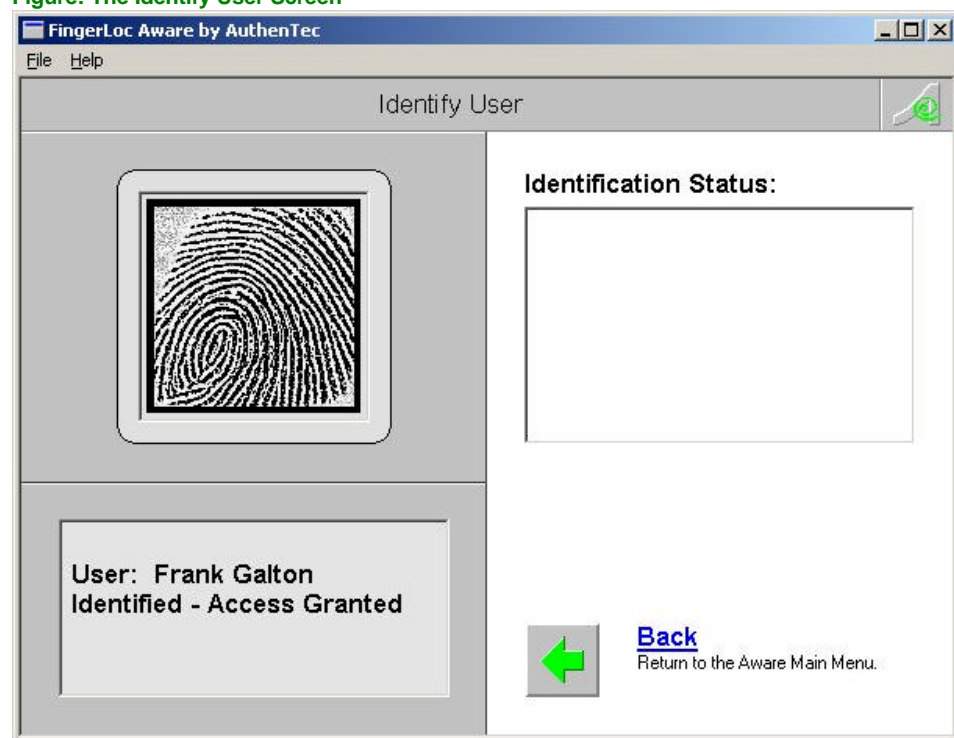 Figure: The Identify User Screen
FingerLoc Aware by AuthenTec
File Help
Identify User
Identification Status:
User: Frank Galton
Identified - Access Granted
Back
Return to the Aware Main Menu.